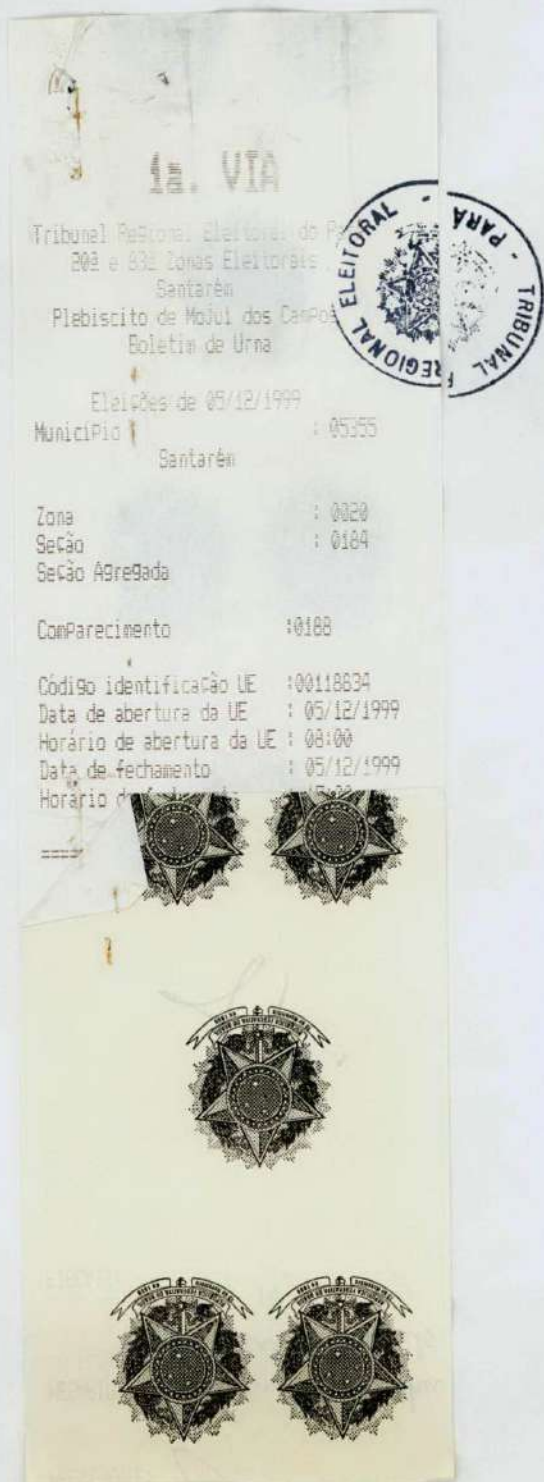 1a. VIA
Tribunal Regional Eleitoral do
20ª e 83ª Zonas Eleitorais
Santarém
Plebiscito de Mojuí dos Campos
Boletim de Urna
Eleições de 05/12/1999
Município : 05355
Santarém
Zona : 0020
Seção : 0184
Seção Agregada
Comparecimento :0188
Código identificação UE :00118834
Data de abertura da UE : 05/12/1999
Horário de abertura da UE : 08:00
Data de fechamento : 05/12/1999
Horário
====
TRIBUNAL REGIONAL ELEITORAL - PARÁ -